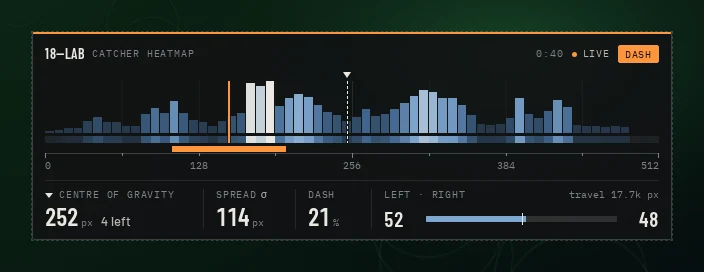 18—LAB CATCHER HEATMAP 0:40 LIVE DASH
0 128 256 384 512
CENTRE OF GRAVITY SPREAD σ DASH LEFT · RIGHT travel 17.7k px
252 px 4 left 114 px 21 % 52 48